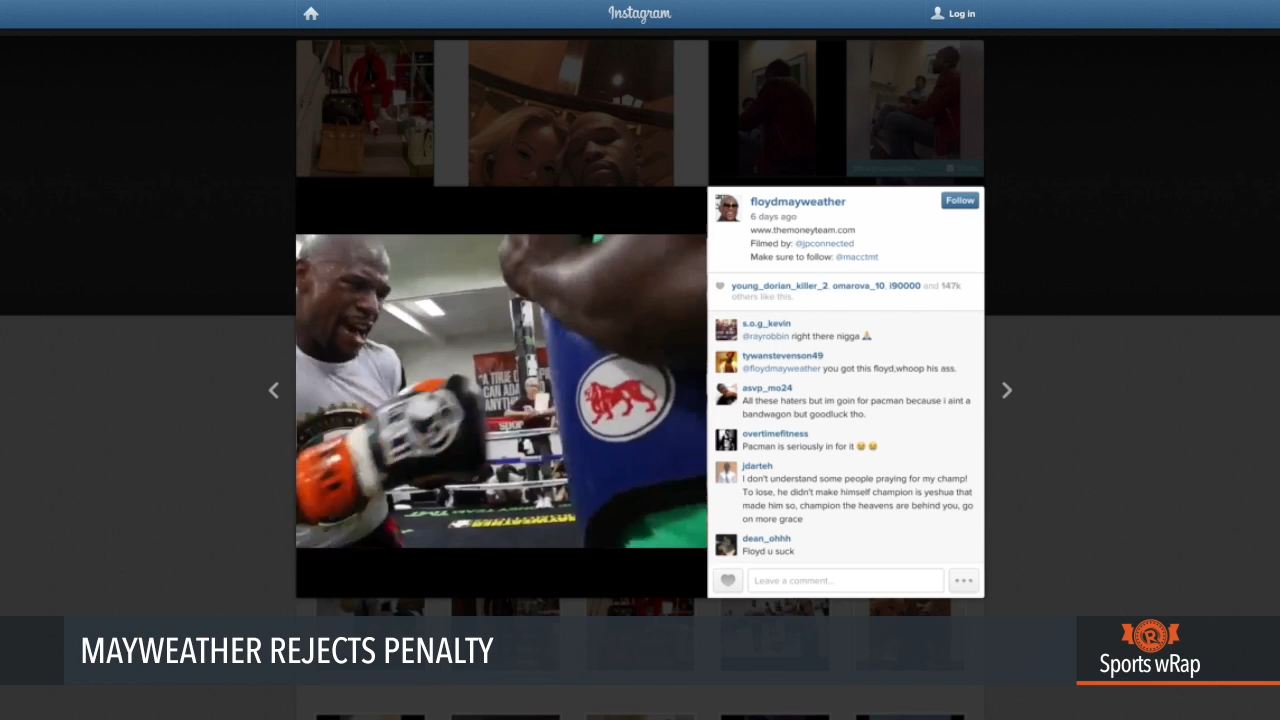 Instagram
Log in
floydmayweather
Follow
6 days ago
www.themoneyteam.com
Filmed by: @jpconnected
Make sure to follow: @macctmt
young_dorian_killer_2, omarova_10, i90000 and 147k
others like this.
s.o.g_kevin
@rayrobbin right there nigga 🙏
tywanstevenson49
@floydmayweather you got this floyd,whoop his ass.
asvp_mo24
All these haters but im goin for pacman because i aint a
bandwagon but goodluck tho.
overtimefitness
Pacman is seriously in for it 😂 😂
jdarteh
I don't understand some people praying for my champ!
To lose, he didn't make himself champion is yeshua that
made him so, champion the heavens are behind you, go
on more grace
dean_ohhh
Floyd u suck
Leave a comment...
MAYWEATHER REJECTS PENALTY
R
Sports wRap